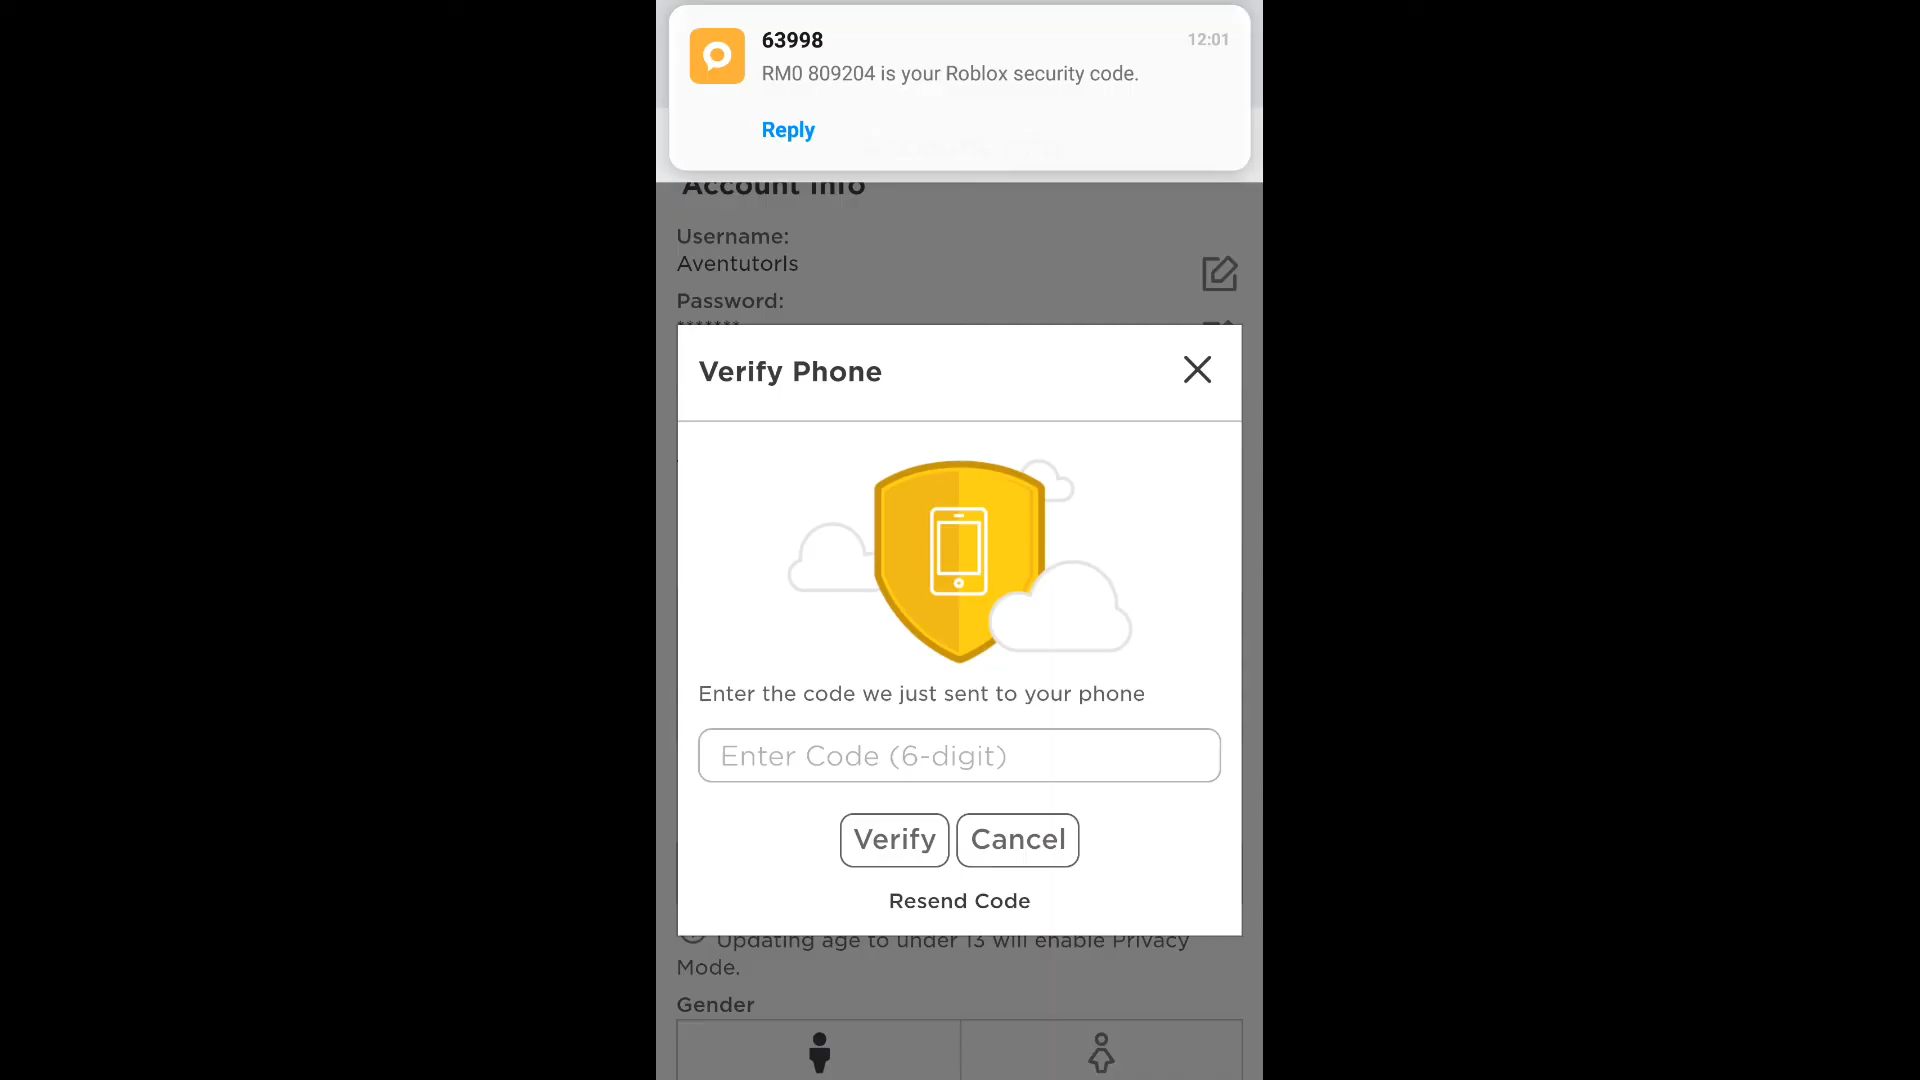 63998
12:01
RM0 809204 is your Roblox security code.
Reply
Account Info
Username:
Aventutorls
Password:
*******
Verify Phone
Enter the code we just sent to your phone
Enter Code (6-digit)
Verify
Cancel
Resend Code
Updating age to under 13 will enable Privacy
Mode.
Gender